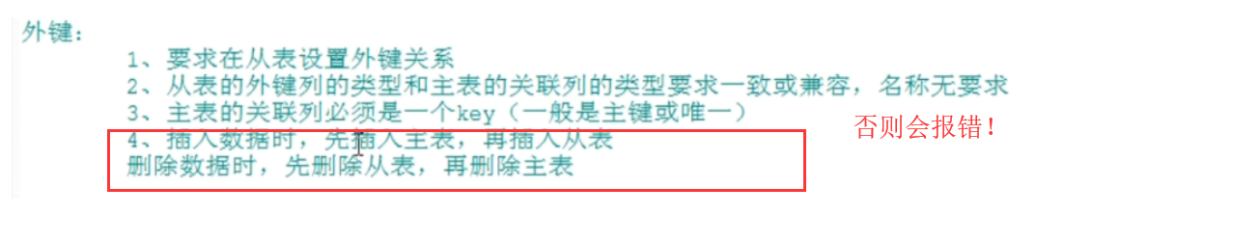 外键：
1、要求在从表设置外键关系
2、从表的外键列的类型和主表的关联列的类型要求一致或兼容，名称无要求
3、主表的关联列必须是一个key（一般是主键或唯一）
否则会报错！
4、插入数据时，先插入主表，再插入从表
删除数据时，先删除从表，再删除主表